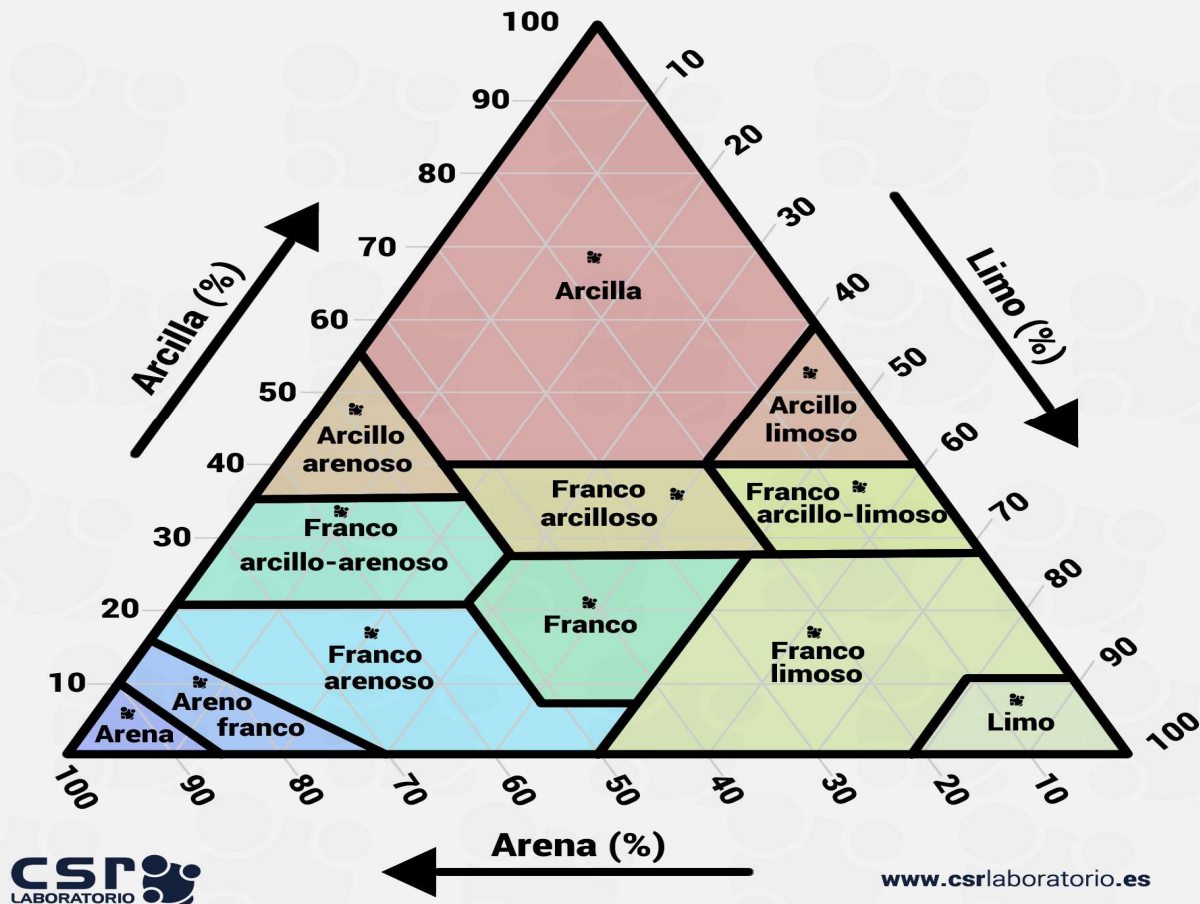 100
90
80
70
60
50
40
30
20
10
Arcilla (%)
10
20
30
40
50
60
70
80
90
100
Limo (%)
Arcilla
Arcillo
limoso
Arcillo
arenoso
Franco
arcilloso
Franco
arcillo-limoso
Franco
arcillo-arenoso
Franco
Franco
arenoso
Franco
limoso
Areno
franco
Arena
Limo
100
90
80
70
60
50
40
30
20
10
Arena (%)
csr
LABORATORIO
www.csrlaboratorio.es